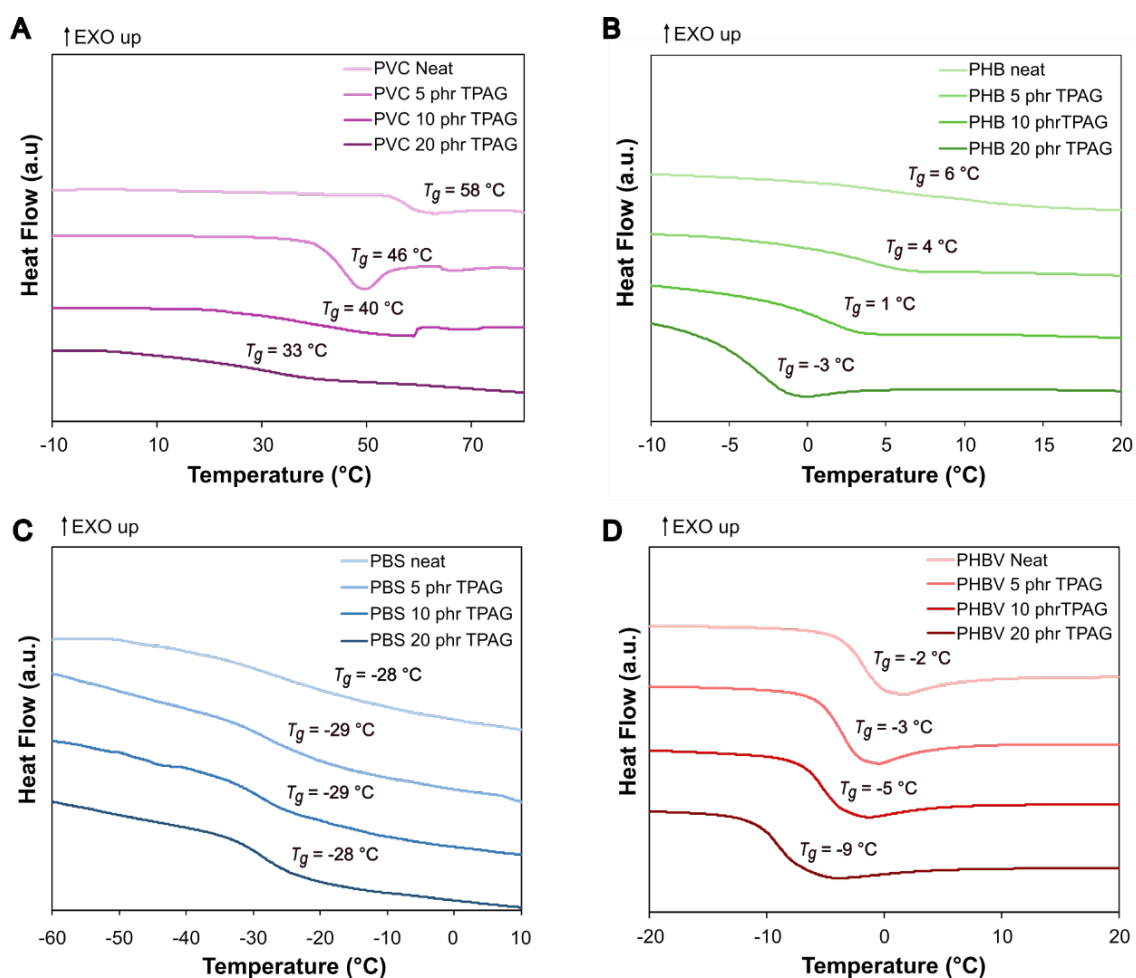 A
↑ EXO up
PVC Neat
PVC 5 phr TPAG
PVC 10 phr TPAG
PVC 20 phr TPAG
Tg = 58 °C
Tg = 46 °C
Tg = 40 °C
Tg = 33 °C
Heat Flow (a.u)
-10 10 30 50 70
Temperature (°C)
B
↑ EXO up
PHB neat
PHB 5 phr TPAG
PHB 10 phrTPAG
PHB 20 phr TPAG
Tg = 6 °C
Tg = 4 °C
Tg = 1 °C
Tg = -3 °C
Heat Flow (a.u.)
-10 -5 0 5 10 15 20
Temperature (°C)
C
↑ EXO up
PBS neat
PBS 5 phr TPAG
PBS 10 phr TPAG
PBS 20 phr TPAG
Tg = -28 °C
Tg = -29 °C
Tg = -29 °C
Tg = -28 °C
Heat Flow (a.u.)
-60 -50 -40 -30 -20 -10 0 10
Temperature (°C)
D
↑ EXO up
PHBV Neat
PHBV 5 phr TPAG
PHBV 10 phrTPAG
PHBV 20 phr TPAG
Tg = -2 °C
Tg = -3 °C
Tg = -5 °C
Tg = -9 °C
Heat Flow (a.u.)
-20 -10 0 10 20
Temperature (°C)